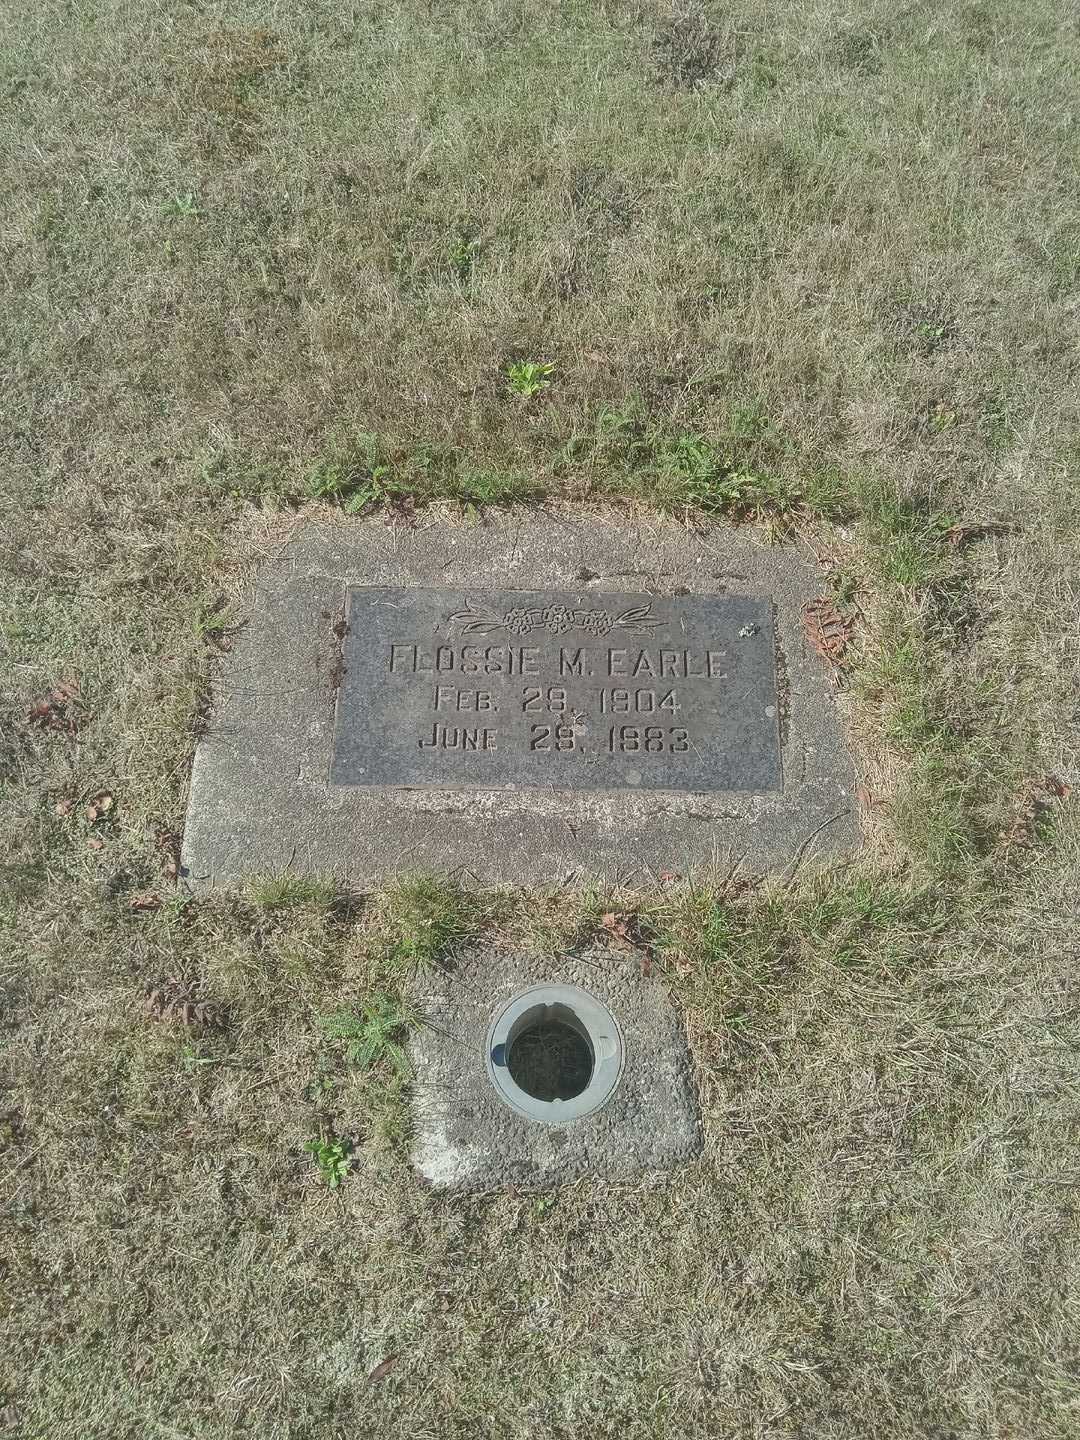 FLOSSIE M. EARLE
FEB. 29, 1904
JUNE 29, 1983